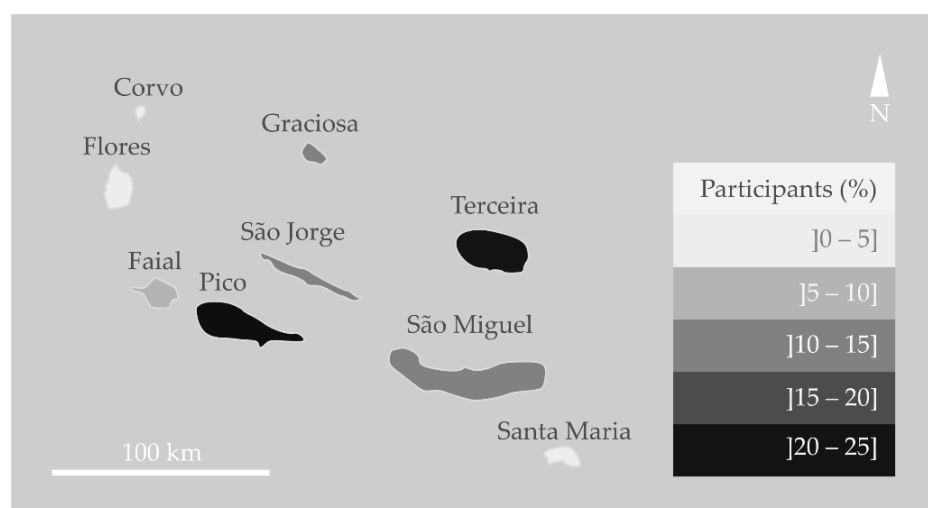 Corvo
Graciosa
Flores
Terceira
São Jorge
Faial
Pico
São Miguel
Santa Maria
100 km
N
Participants (%)
]0 – 5]
]5 – 10]
]10 – 15]
]15 – 20]
]20 – 25]